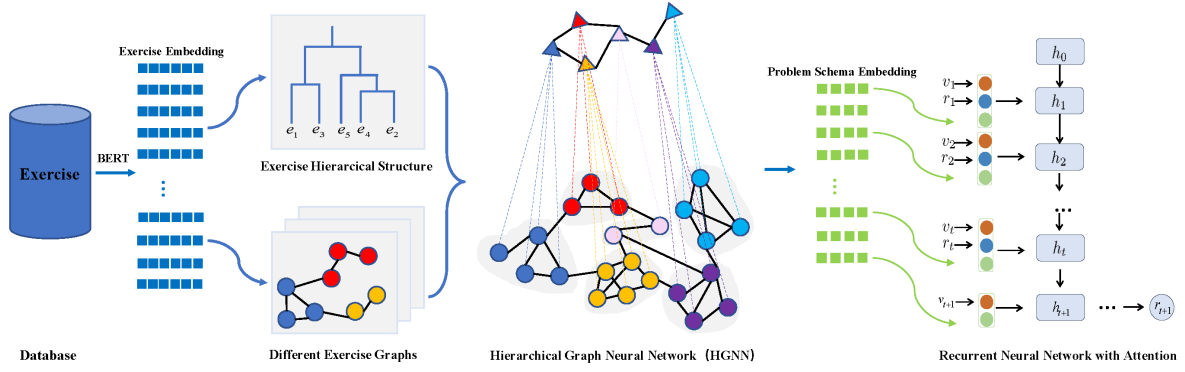 Exercise Embedding
BERT
Exercise
Database
e1 e3 e5 e4 e2
Exercise Hierarcical Structure
Different Exercise Graphs
Hierarchical Graph Neural Network (HGNN)
Problem Schema Embedding
h0
v1
r1
h1
v2
r2
h2
...
vt
rt
ht
vt+1
ht+1
...
rt+1
Recurrent Neural Network with Attention